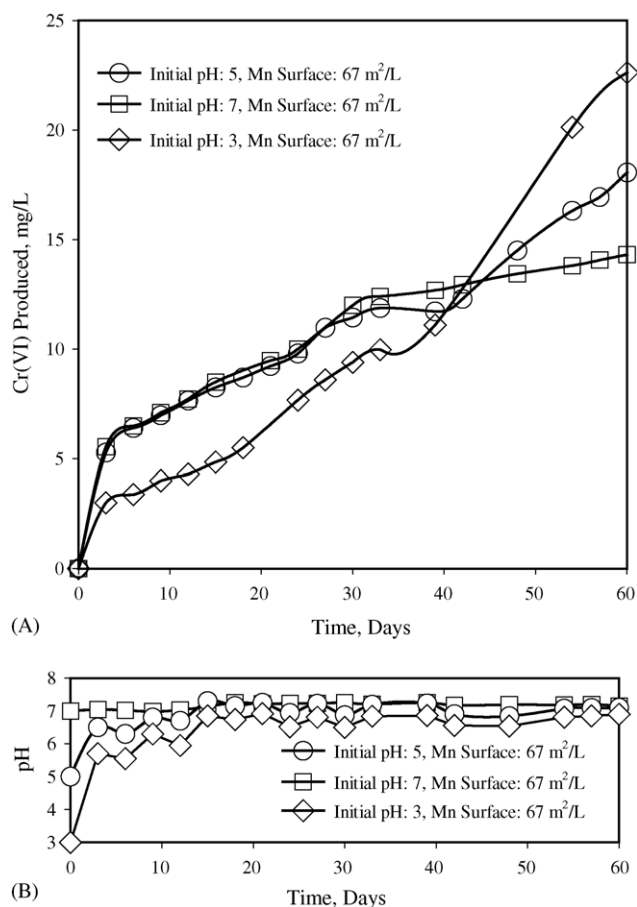 25
20
15
10
5
0
Cr(VI) Produced, mg/L
Initial pH: 5, Mn Surface: 67 m²/L
Initial pH: 7, Mn Surface: 67 m²/L
Initial pH: 3, Mn Surface: 67 m²/L
0 10 20 30 40 50 60
(A)
Time, Days
8
7
6
5
4
3
pH
Initial pH: 5, Mn Surface: 67 m²/L
Initial pH: 7, Mn Surface: 67 m²/L
Initial pH: 3, Mn Surface: 67 m²/L
0 10 20 30 40 50 60
(B)
Time, Days